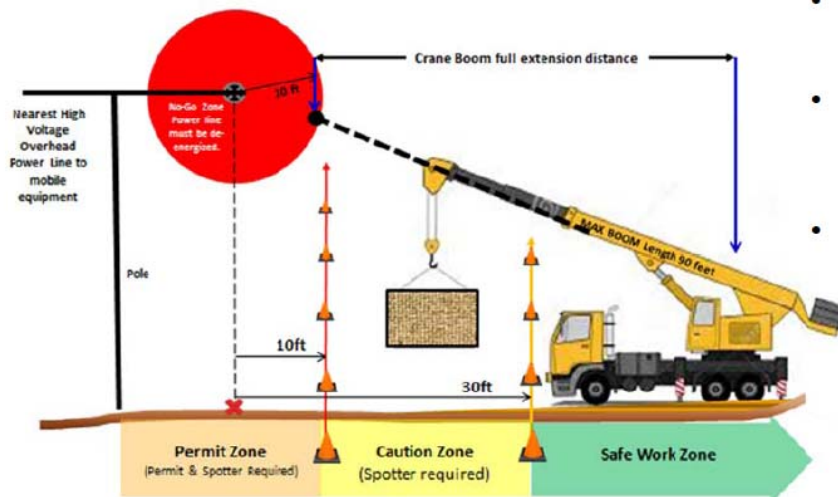 Crane Boom full extension distance
10 ft
No-Go Zone
Power line
must be de-
energized.
Nearest High
Voltage
Overhead
Power Line to
mobile
equipment
MAX BOOM Length 90 feet
Pole
10ft
30ft
Permit Zone
(Permit & Spotter Required)
Caution Zone
(Spotter required)
Safe Work Zone